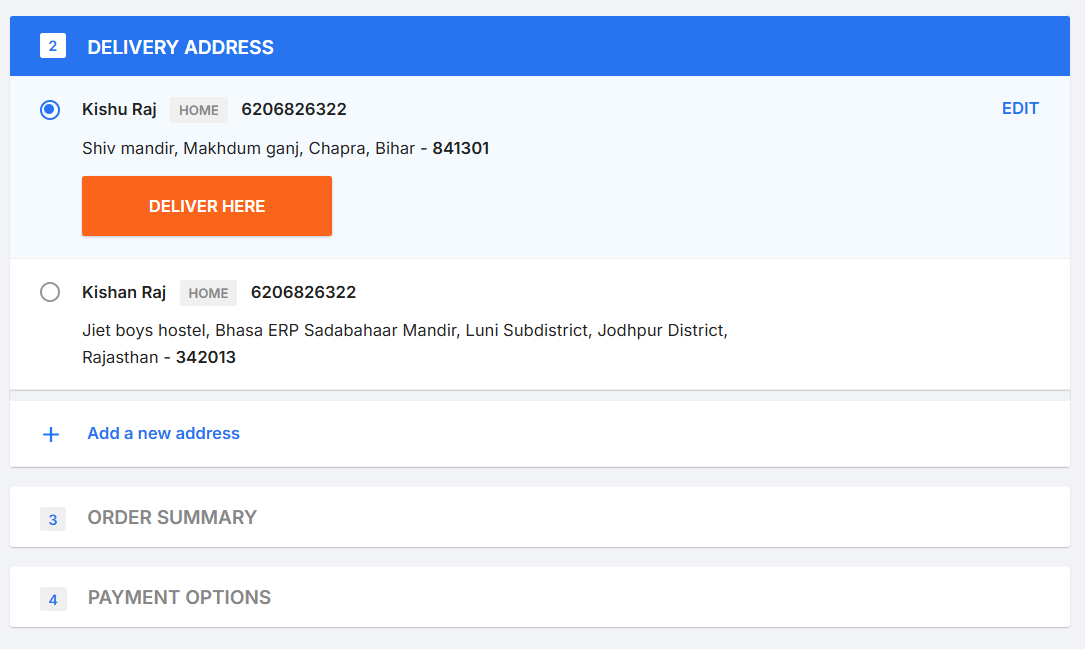 2 DELIVERY ADDRESS
Kishu Raj HOME 6206826322 EDIT
Shiv mandir, Makhdum ganj, Chapra, Bihar - 841301
DELIVER HERE
Kishan Raj HOME 6206826322
Jiet boys hostel, Bhasa ERP Sadabahaar Mandir, Luni Subdistrict, Jodhpur District,
Rajasthan - 342013
+ Add a new address
3 ORDER SUMMARY
4 PAYMENT OPTIONS